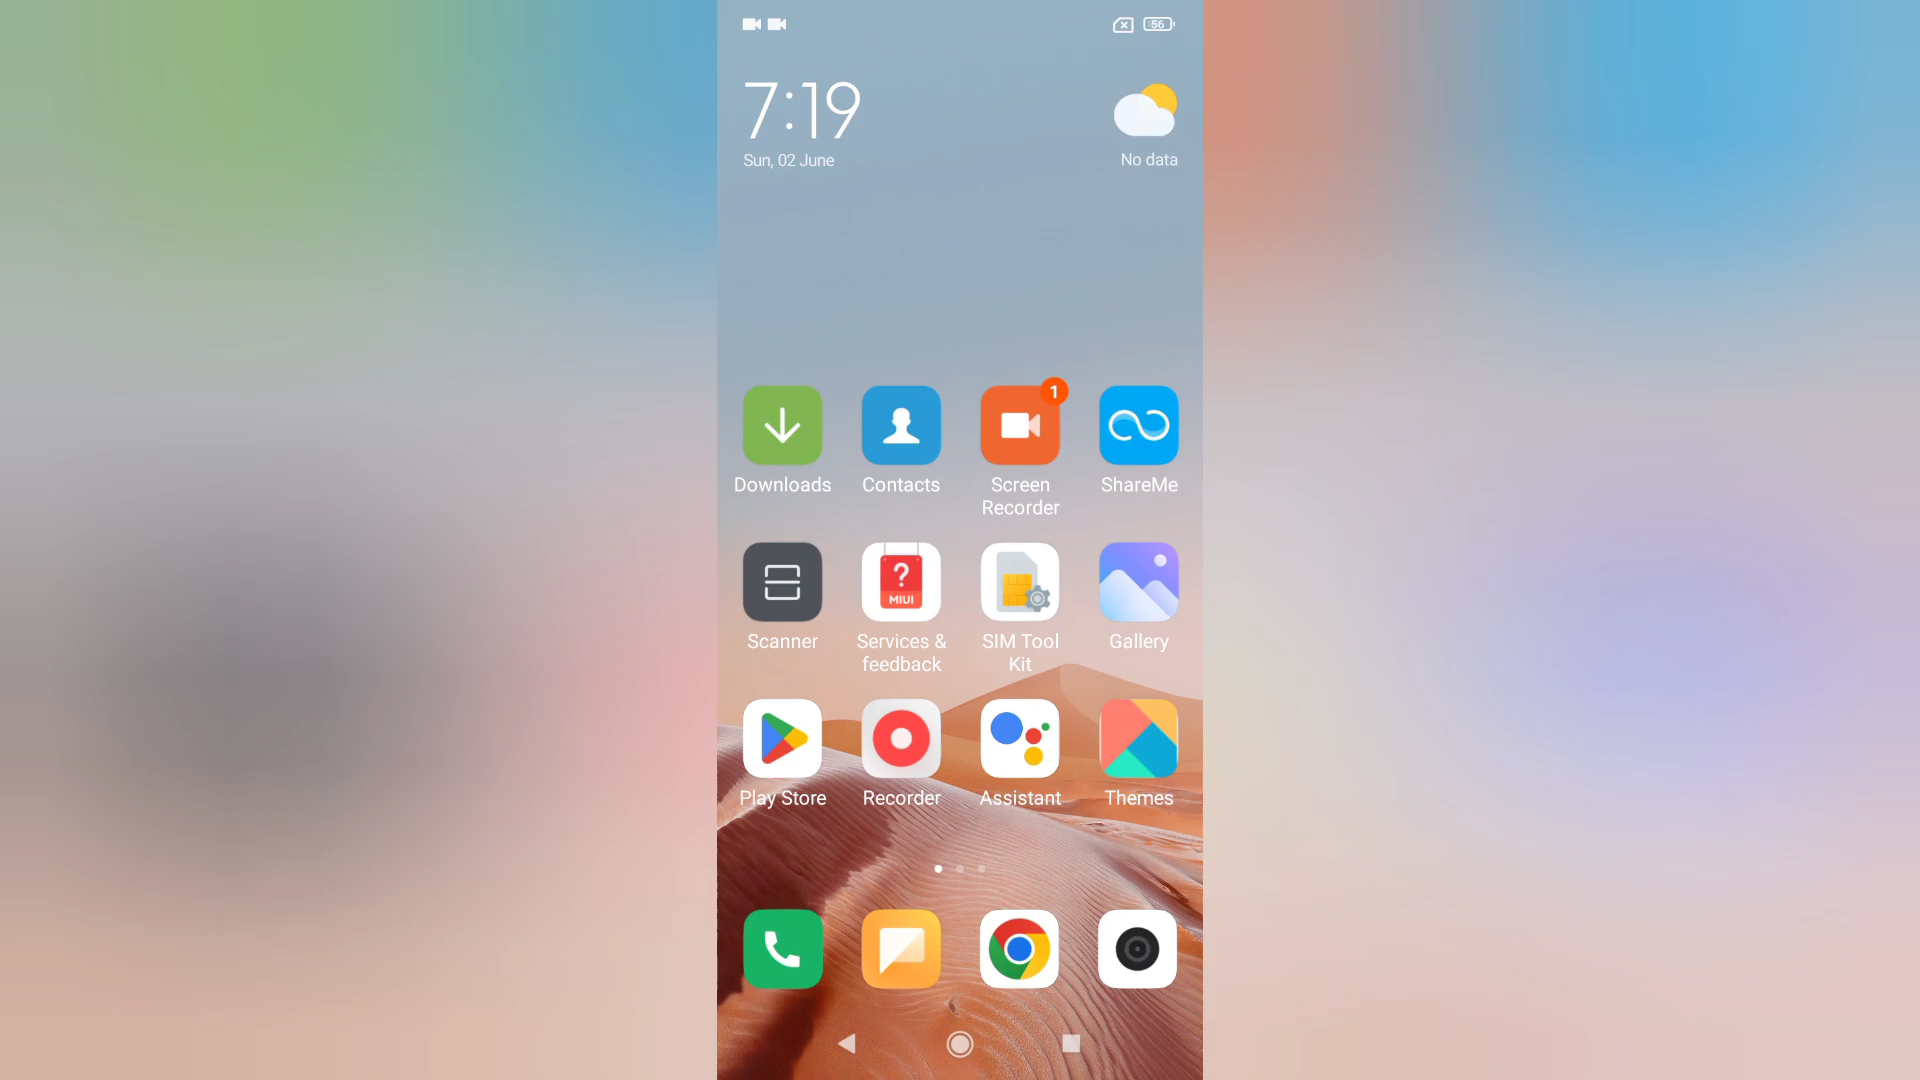 56
7:19
Sun, 02 June
No data
1
Downloads
Contacts
Screen
Recorder
ShareMe
?
MIUI
Scanner
Services &
feedback
SIM Tool
Kit
Gallery
Play Store
Recorder
Assistant
Themes